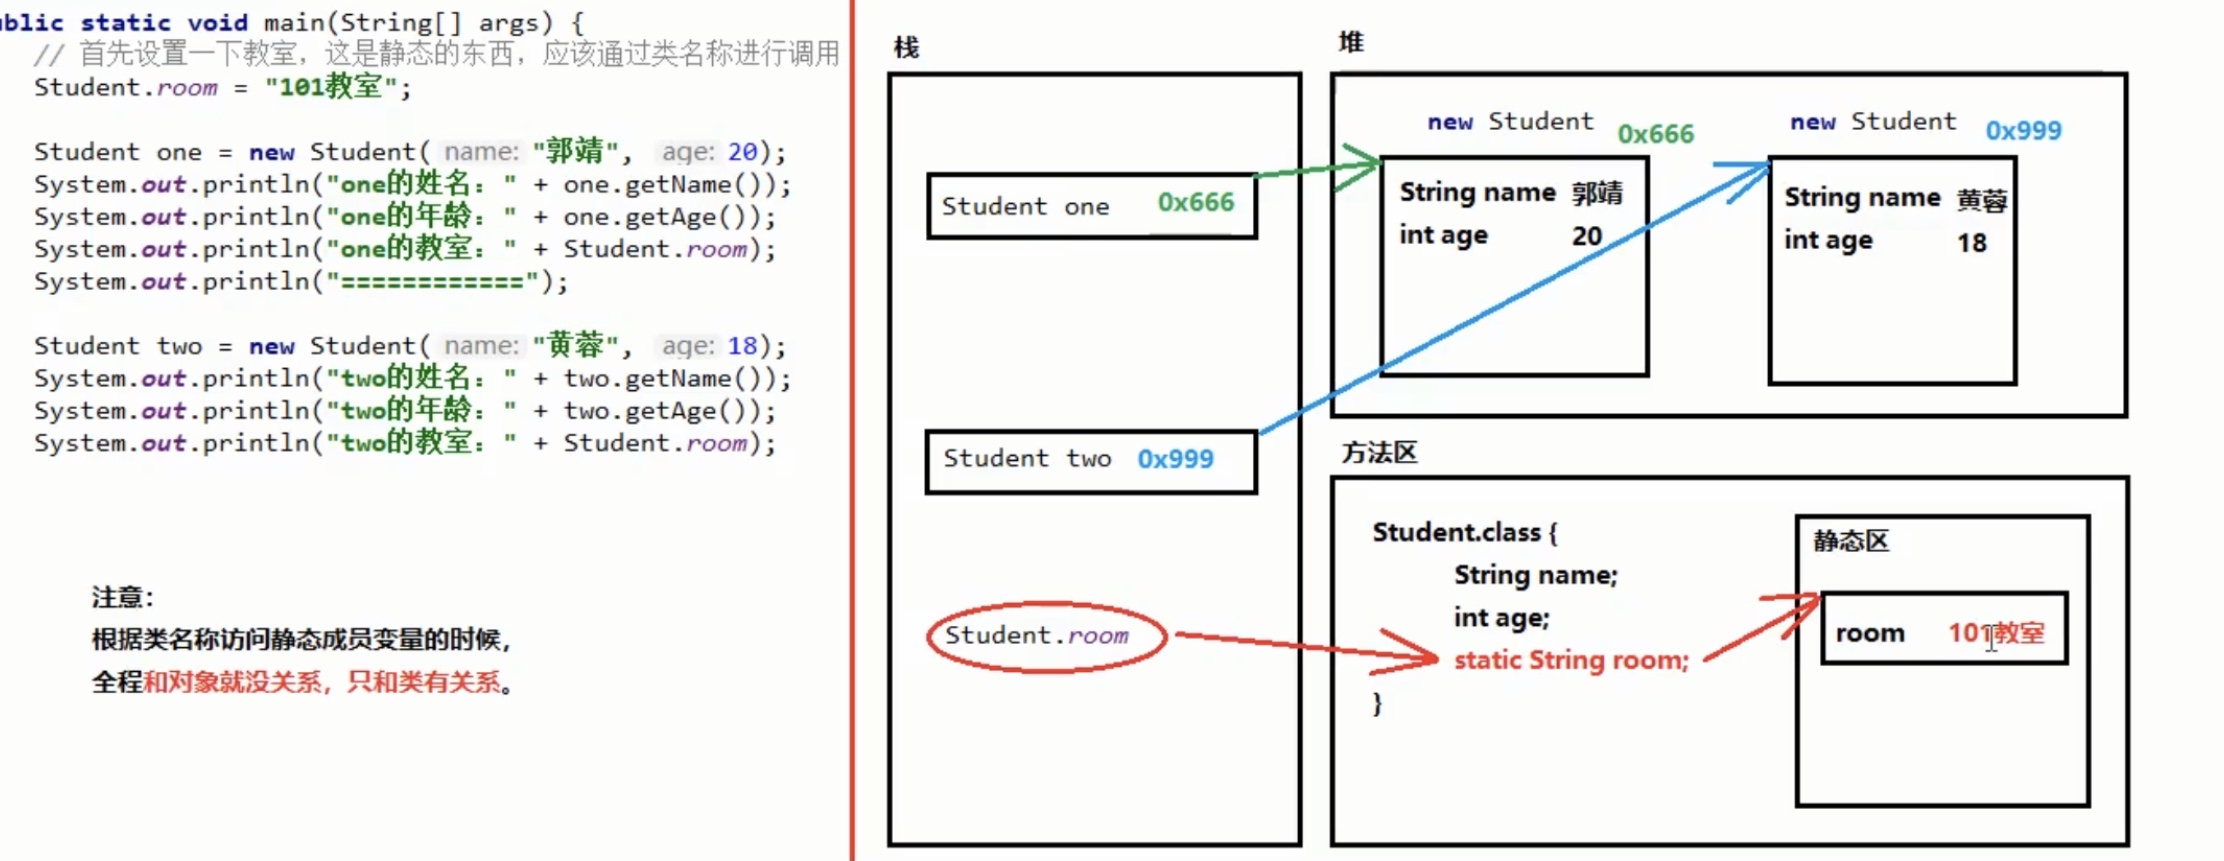 ublic static void main(String[] args) {
// 首先设置一下教室，这是静态的东西，应该通过类名称进行调用
Student.room = "101教室";
Student one = new Student( name: "郭靖", age: 20);
System.out.println("one的姓名：" + one.getName());
System.out.println("one的年龄：" + one.getAge());
System.out.println("one的教室：" + Student.room);
System.out.println("============");
Student two = new Student( name: "黄蓉", age: 18);
System.out.println("two的姓名：" + two.getName());
System.out.println("two的年龄：" + two.getAge());
System.out.println("two的教室：" + Student.room);
注意：
根据类名称访问静态成员变量的时候，
全程和对象就没关系，只和类有关系。
栈
Student one 0x666
Student two 0x999
Student.room
堆
new Student 0x666
String name 郭靖
int age 20
new Student 0x999
String name 黄蓉
int age 18
方法区
Student.class {
String name;
int age;
static String room;
}
静态区
room 101教室